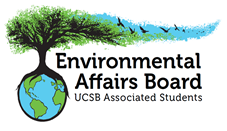 Environmental
Affairs Board
UCSB Associated Students